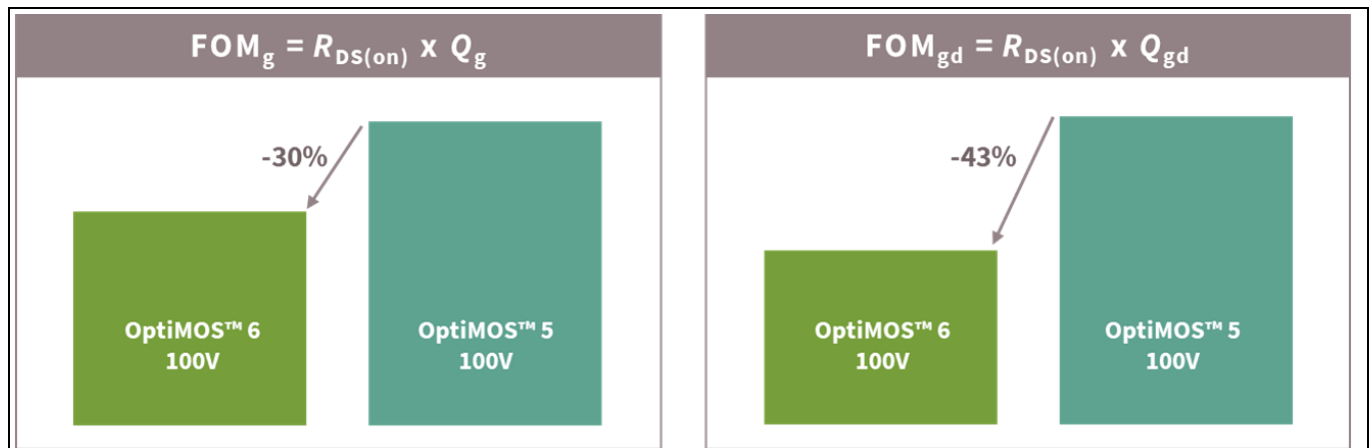 FOMg = RDS(on) x Qg
-30%
OptiMOS™ 6
100V
OptiMOS™ 5
100V
FOMgd = RDS(on) x Qgd
-43%
OptiMOS™ 6
100V
OptiMOS™ 5
100V